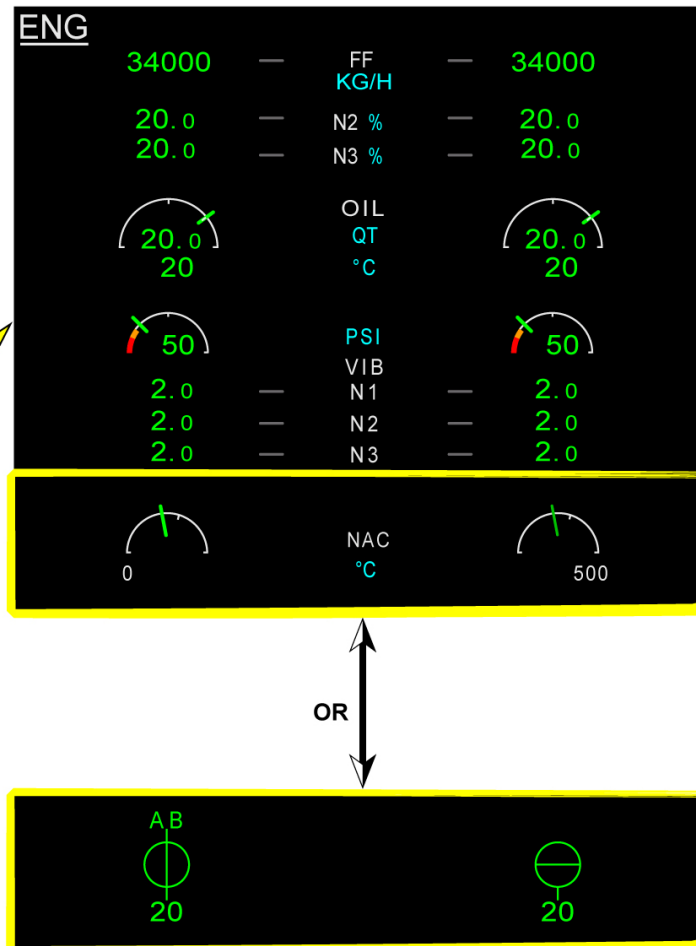 ENG
34000 FF 34000
KG/H
20.0 N2 % 20.0
20.0 N3 % 20.0
OIL
20.0 QT 20.0
20 °C 20
50 PSI 50
VIB
2.0 N1 2.0
2.0 N2 2.0
2.0 N3 2.0
NAC
0 °C 500
OR
A B
20 20